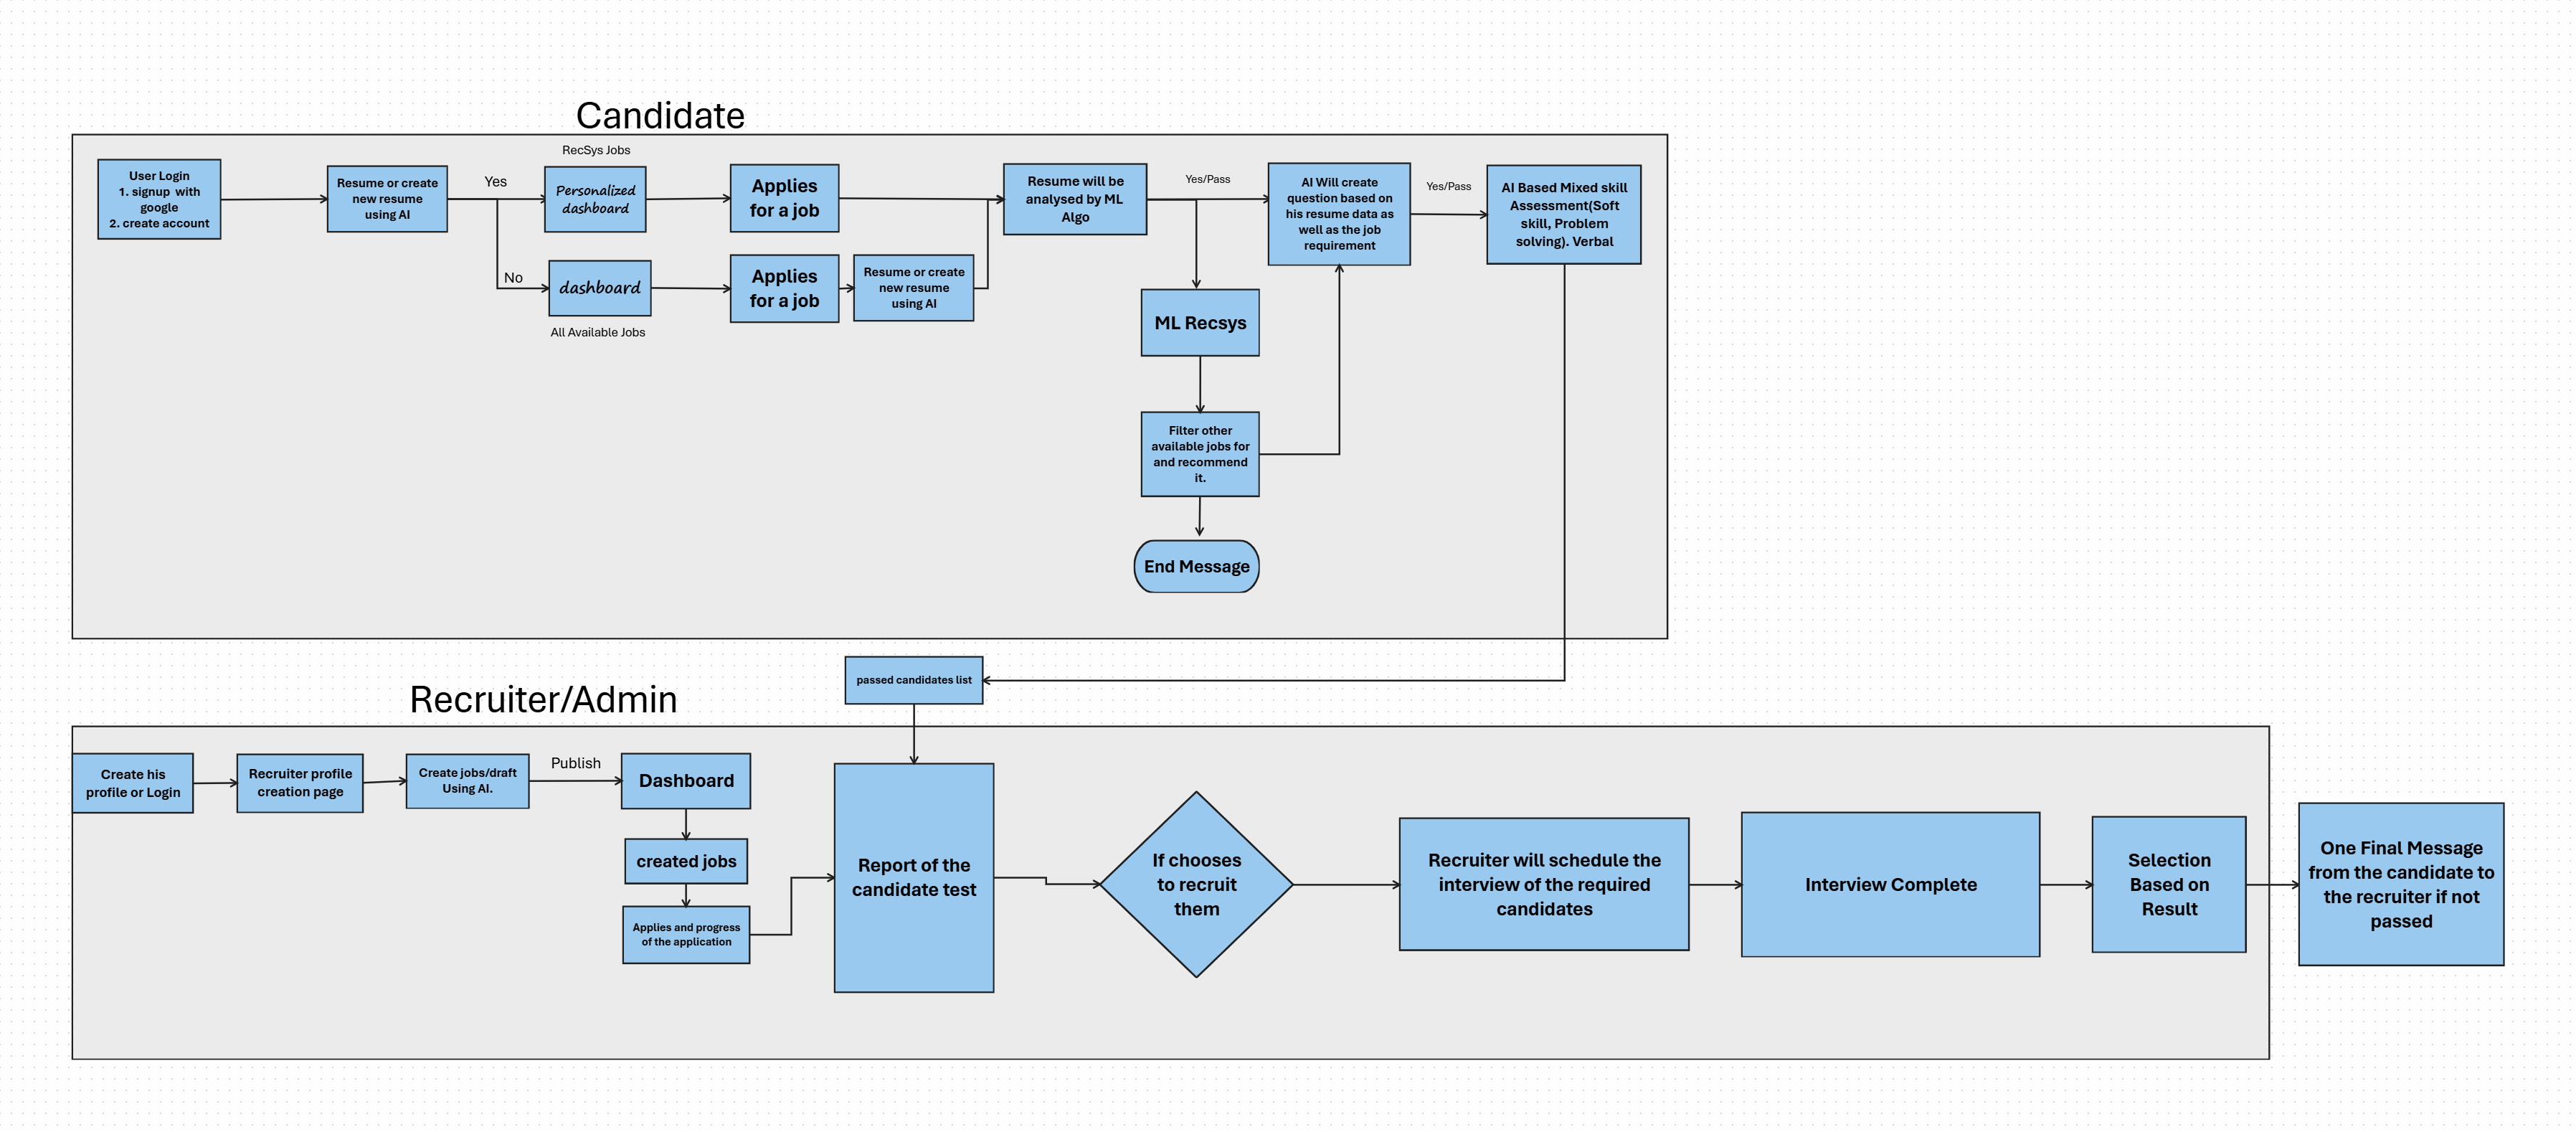 Candidate
RecSys Jobs
User Login
1. signup with
google
2. create account
Resume or create
new resume
using AI
Yes
Personalized
dashboard
Applies
for a job
Resume will be
analysed by ML
Algo
Yes/Pass
AI Will create
question based on
his resume data as
well as the job
requirement
Yes/Pass
AI Based Mixed skill
Assessment(Soft
skill, Problem
solving). Verbal
No
dashboard
All Available Jobs
Applies
for a job
Resume or create
new resume
using AI
ML Recsys
Filter other
available jobs for
and recommend
it.
End Message
passed candidates list
Recruiter/Admin
Create his
profile or Login
Recruiter profile
creation page
Create jobs/draft
Using AI.
Publish
Dashboard
created jobs
Applies and progress
of the application
Report of the
candidate test
If chooses
to recruit
them
Recruiter will schedule the
interview of the required
candidates
Interview Complete
Selection
Based on
Result
One Final Message
from the candidate to
the recruiter if not
passed